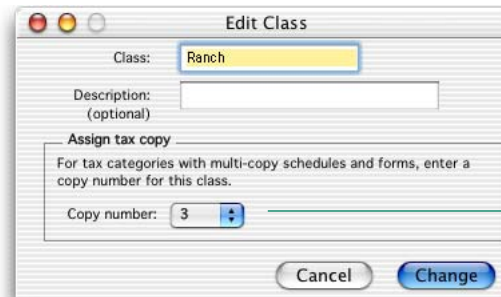 Edit Class
Class: Ranch
Description:
(optional)
Assign tax copy
For tax categories with multi-copy schedules and forms, enter a
copy number for this class.
Copy number: 3
Cancel Change